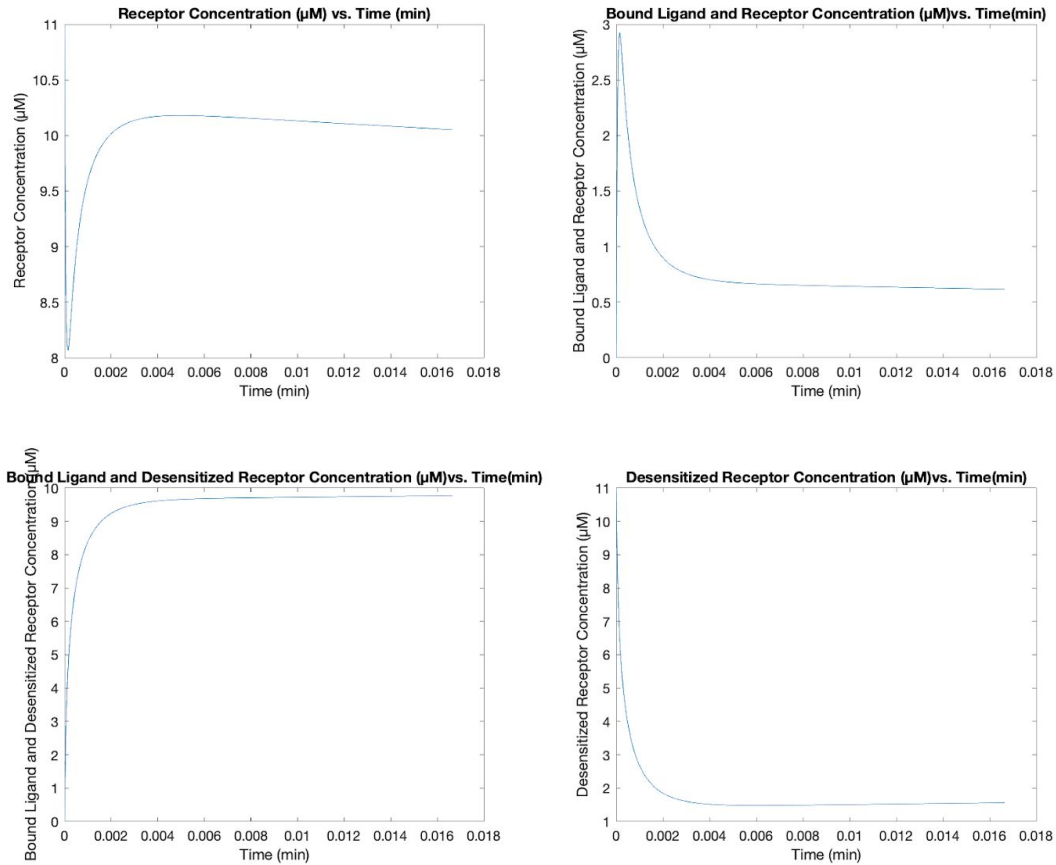 Receptor Concentration (µM) vs. Time (min)
Receptor Concentration (µM)
11
10.5
10
9.5
9
8.5
8
0 0.002 0.004 0.006 0.008 0.01 0.012 0.014 0.016 0.018
Time (min)
Bound Ligand and Receptor Concentration (µM)vs. Time(min)
Bound Ligand and Receptor Concentration (µM)
3
2.5
2
1.5
1
0.5
0
0 0.002 0.004 0.006 0.008 0.01 0.012 0.014 0.016 0.018
Time (min)
Bound Ligand and Desensitized Receptor Concentration (µM)vs. Time(min)
Bound Ligand and Desensitized Receptor Concentration (µM)
10
9
8
7
6
5
4
3
2
1
0
0 0.002 0.004 0.006 0.008 0.01 0.012 0.014 0.016 0.018
Time (min)
Desensitized Receptor Concentration (µM)vs. Time(min)
Desensitized Receptor Concentration (µM)
11
10
9
8
7
6
5
4
3
2
1
0 0.002 0.004 0.006 0.008 0.01 0.012 0.014 0.016 0.018
Time (min)